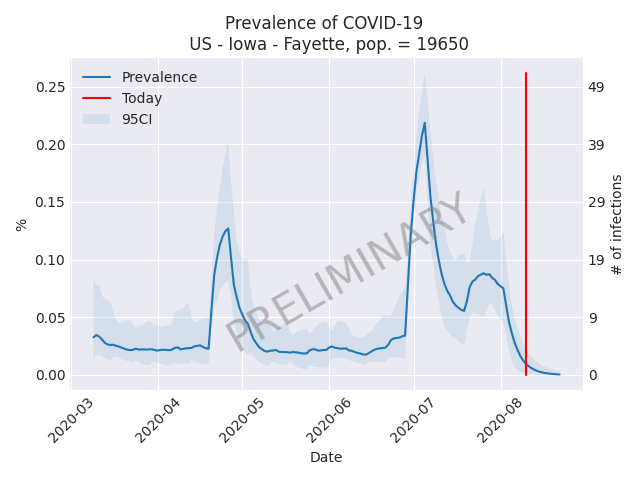 Prevalence of COVID-19
US - Iowa - Fayette, pop. = 19650
Prevalence
Today
95CI
0.25
0.20
0.15
0.10
0.05
0.00
%
49
39
29
19
9
0
# of infections
PRELIMINARY
2020-03
2020-04
2020-05
2020-06
2020-07
2020-08
Date